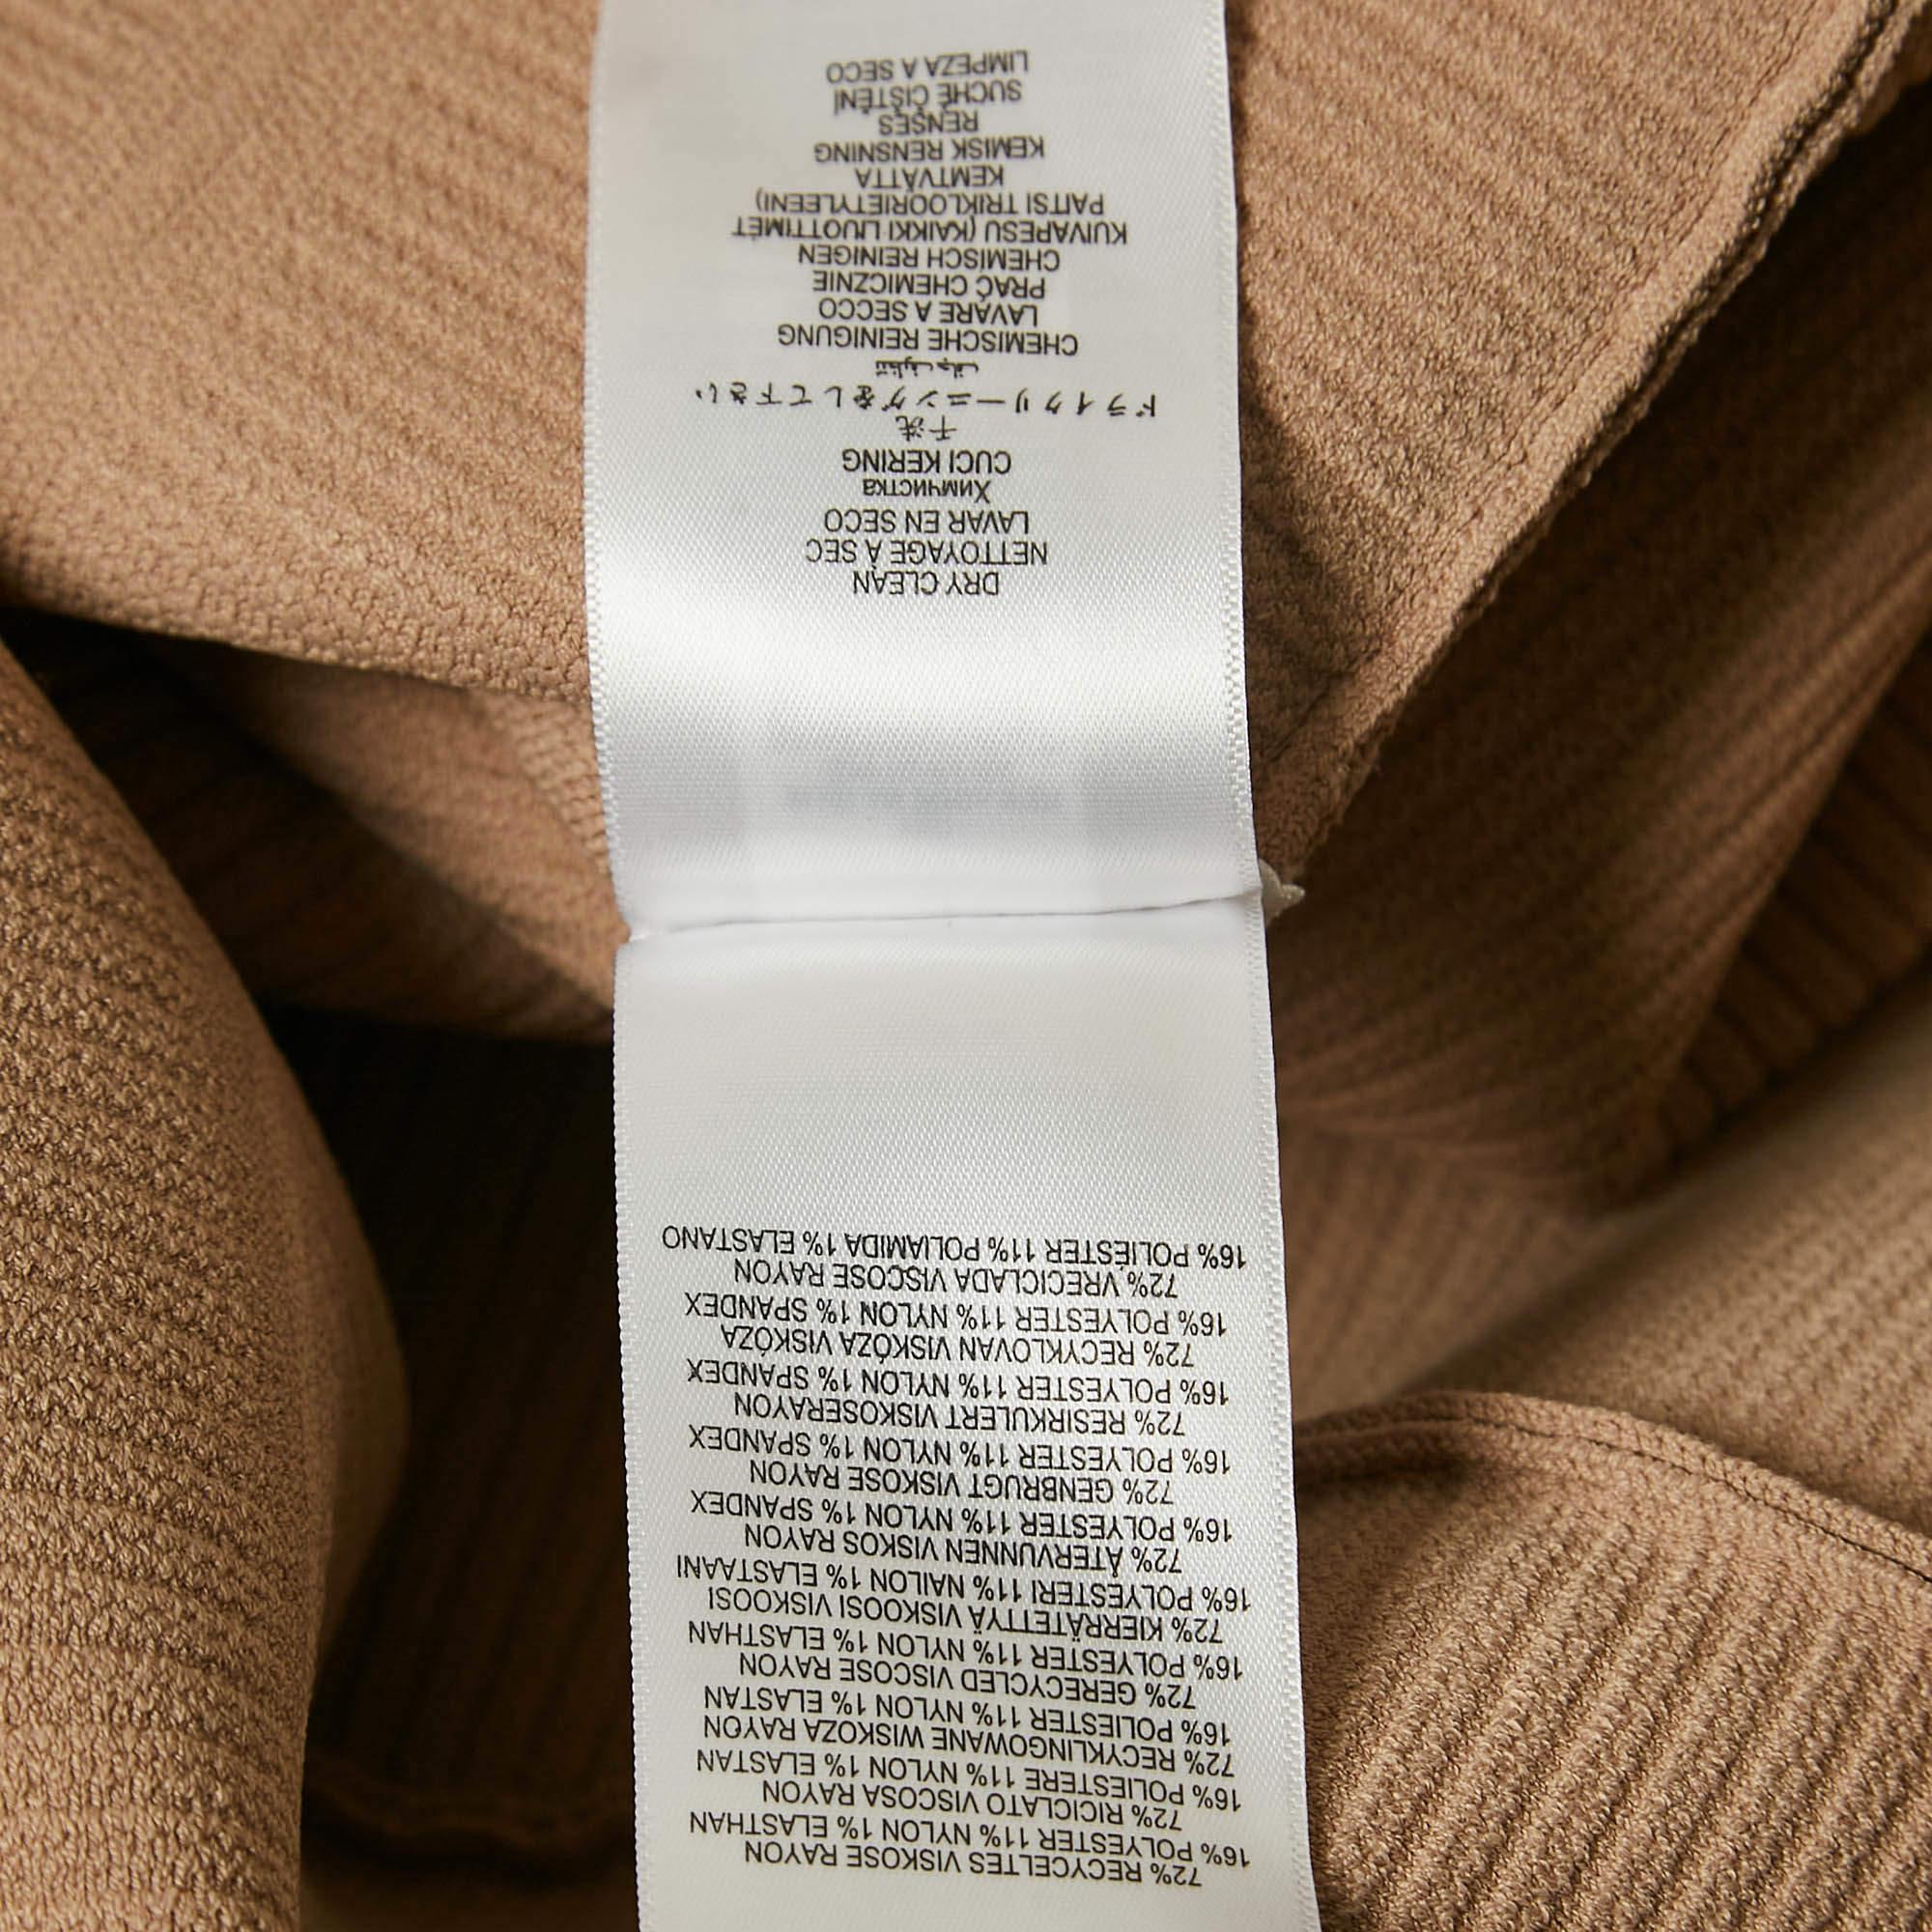 72% RECYCELTES VISKOSE RAYON
16% POLYESTER 11% NYLON 1% ELASTHAN
72% RICICLATO VISCOSA RAYON
16% POLIESTERE 11% NYLON 1% ELASTAN
72% RECYKLINGOWANE WISKOZA RAYON
16% POLIESTER 11% NYLON 1% ELASTAN
72% GERECYCLED VISCOSE RAYON
16% POLYESTER 11% NYLON 1% ELASTHAN
72% KIERRÄTETTYÄ VISKOOSI VISKOOSI
16% POLYESTERI 11% NAILON 1% ELASTAANI
72% ÅTERVUNNEN VISKOS RAYON
16% POLYESTER 11% NYLON 1% SPANDEX
72% GENBRUGT VISKOSE RAYON
16% POLYESTER 11% NYLON 1% SPANDEX
72% RESIRKULERT VISKOSERAYON
16% POLYESTER 11% NYLON 1% SPANDEX
72% RECYKLOVAN VISKÓZA VISKÓZA
16% POLYESTER 11% NYLON 1% SPANDEX
72% VRECICLADA VISCOSE RAYON
16% POLIÉSTER 11% POLIAMIDA 1% ELASTANO
DRY CLEAN
NETTOYAGE À SEC
LAVAR EN SECO
Химчистка
CUCI KERING
干洗
ドライクリーニングをして下さい
تنظيف جاف
CHEMISCHE REINIGUNG
LAVARE A SECCO
PRAĆ CHEMICZNIE
CHEMISCH REINIGEN
KUIVAPESU (KAIKKI LIUOTTIMET
PAITSI TRIKLOORIETYLEENI)
KEMTVÄTTA
KEMISK RENSNING
RENSES
SUCHÉ ČIŠTĚNÍ
LIMPEZA A SECO